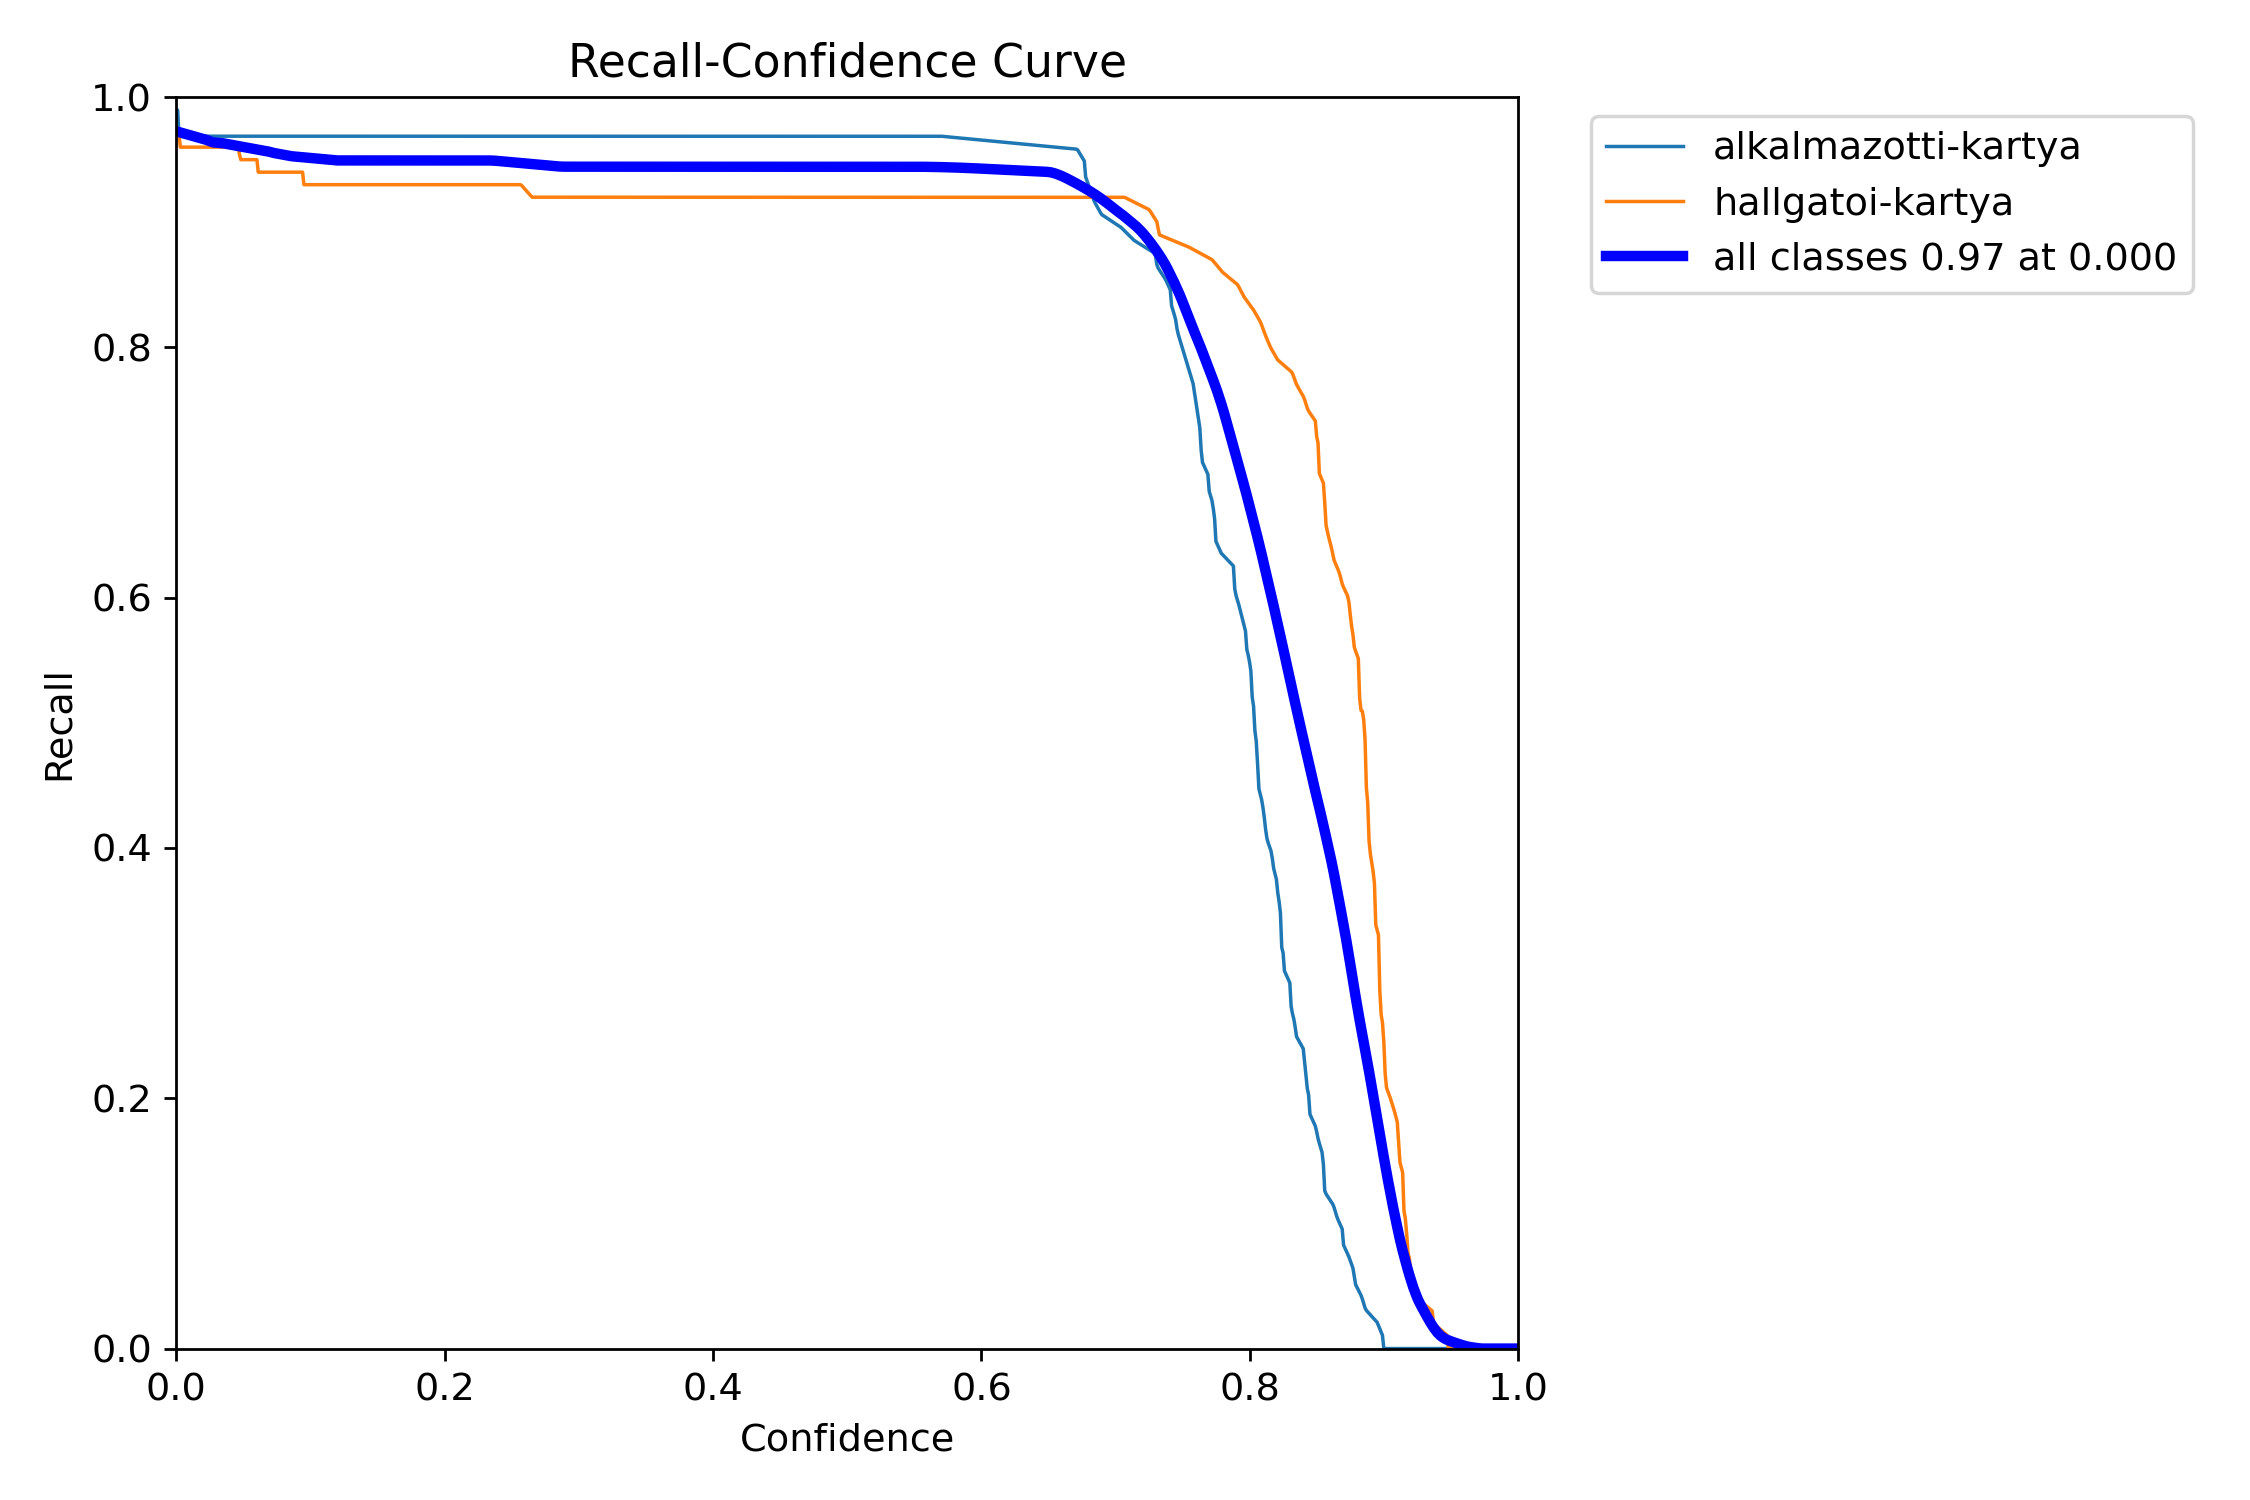 Recall-Confidence Curve
1.0
0.8
0.6
0.4
0.2
0.0
Recall
0.0 0.2 0.4 0.6 0.8 1.0
Confidence
alkalmazotti-kartya
hallgatoi-kartya
all classes 0.97 at 0.000